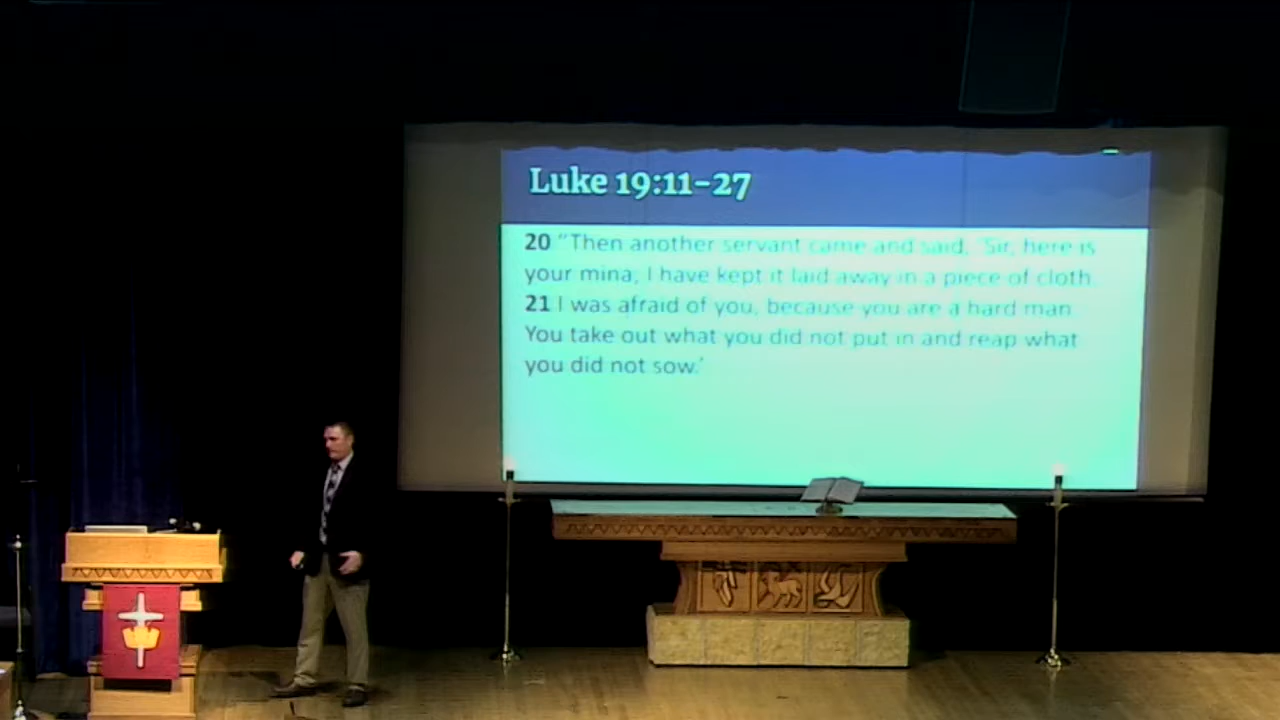 Luke 19:11-27
20 "Then another servant came and said, 'Sir, here is
your mina; I have kept it laid away in a piece of cloth.
21 I was afraid of you, because you are a hard man.
You take out what you did not put in and reap what
you did not sow.'